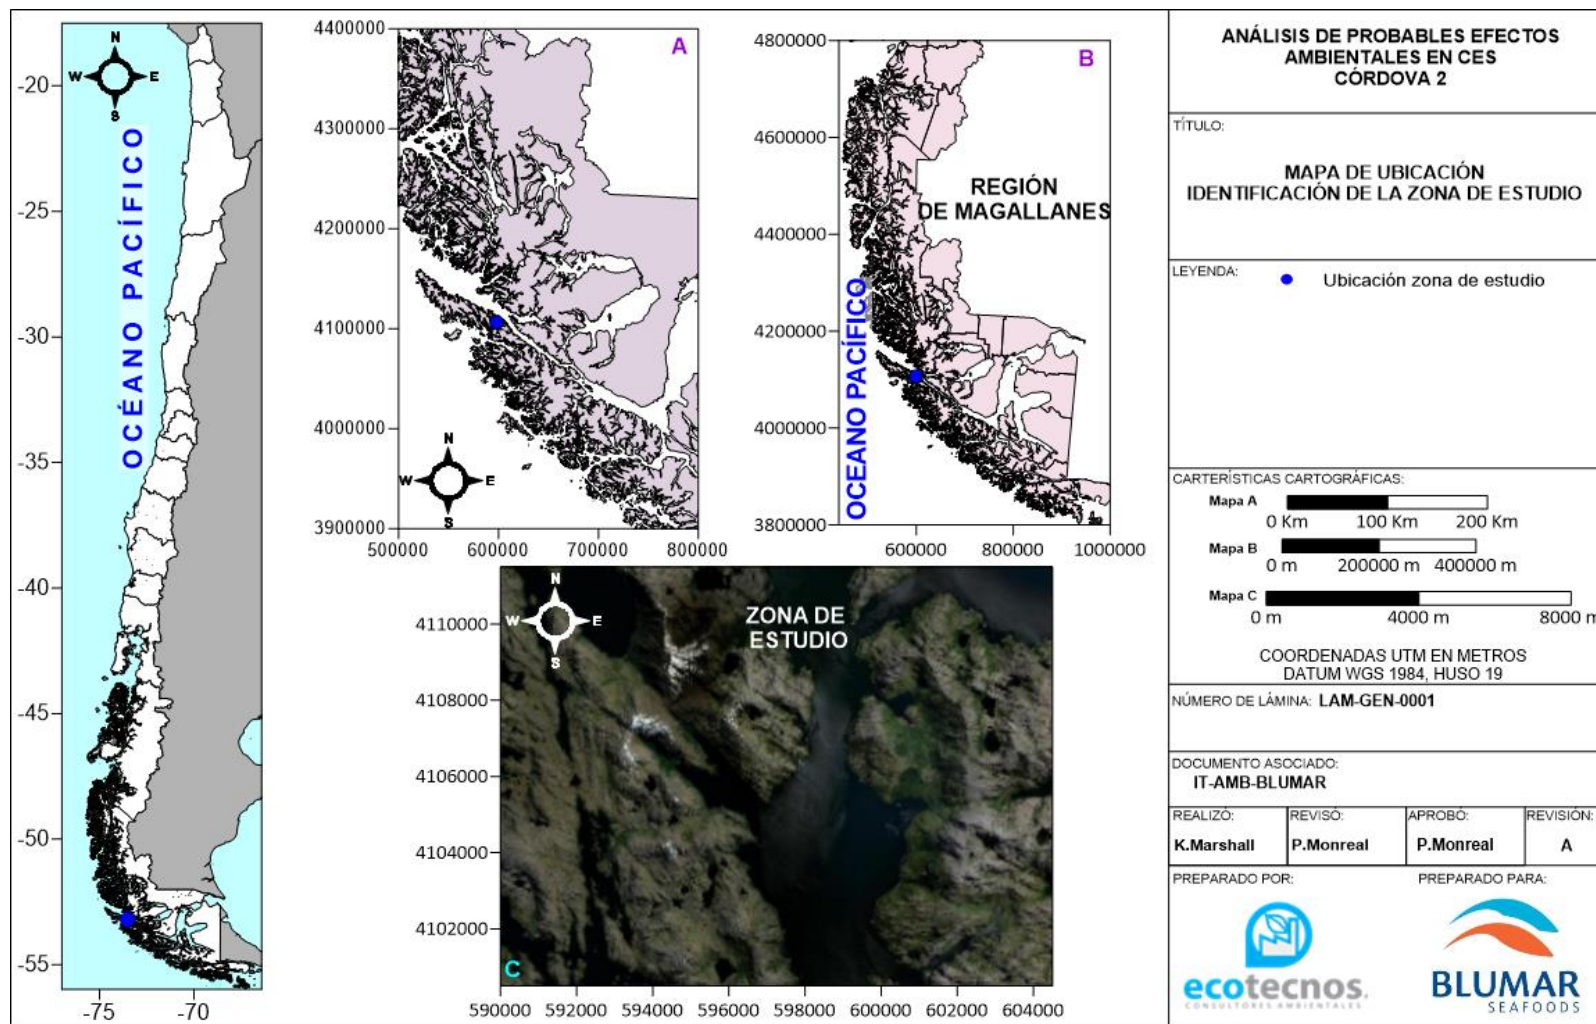 N
W
E
S
OCÉANO PACÍFICO
-20
-25
-30
-35
-40
-45
-50
-55
-75
-70
A
4400000
4300000
4200000
4100000
4000000
3900000
500000
600000
700000
800000
N
W
E
S
B
4800000
4600000
4400000
4200000
4000000
3800000
600000
800000
1000000
REGIÓN
DE MAGALLANES
OCEANO PACÍFICO
N
W
E
S
ZONA DE
ESTUDIO
4110000
4108000
4106000
4104000
4102000
C
590000
592000
594000
596000
598000
600000
602000
604000
ANÁLISIS DE PROBABLES EFECTOS
AMBIENTALES EN CES
CÓRDOVA 2
TÍTULO:
MAPA DE UBICACIÓN
IDENTIFICACIÓN DE LA ZONA DE ESTUDIO
LEYENDA:
Ubicación zona de estudio
CARTERÍSTICAS CARTOGRÁFICAS:
Mapa A
0 Km 100 Km 200 Km
Mapa B
0 m 200000 m 400000 m
Mapa C
0 m 4000 m 8000 m
COORDENADAS UTM EN METROS
DATUM WGS 1984, HUSO 19
NÚMERO DE LÁMINA: LAM-GEN-0001
DOCUMENTO ASOCIADO:
IT-AMB-BLUMAR
REALIZÓ: REVISÓ: APROBÓ: REVISIÓN:
K.Marshall P.Monreal P.Monreal A
PREPARADO POR: PREPARADO PARA:
ecotecnos.
CONSULTORES AMBIENTALES
BLUMAR
SEAFOODS